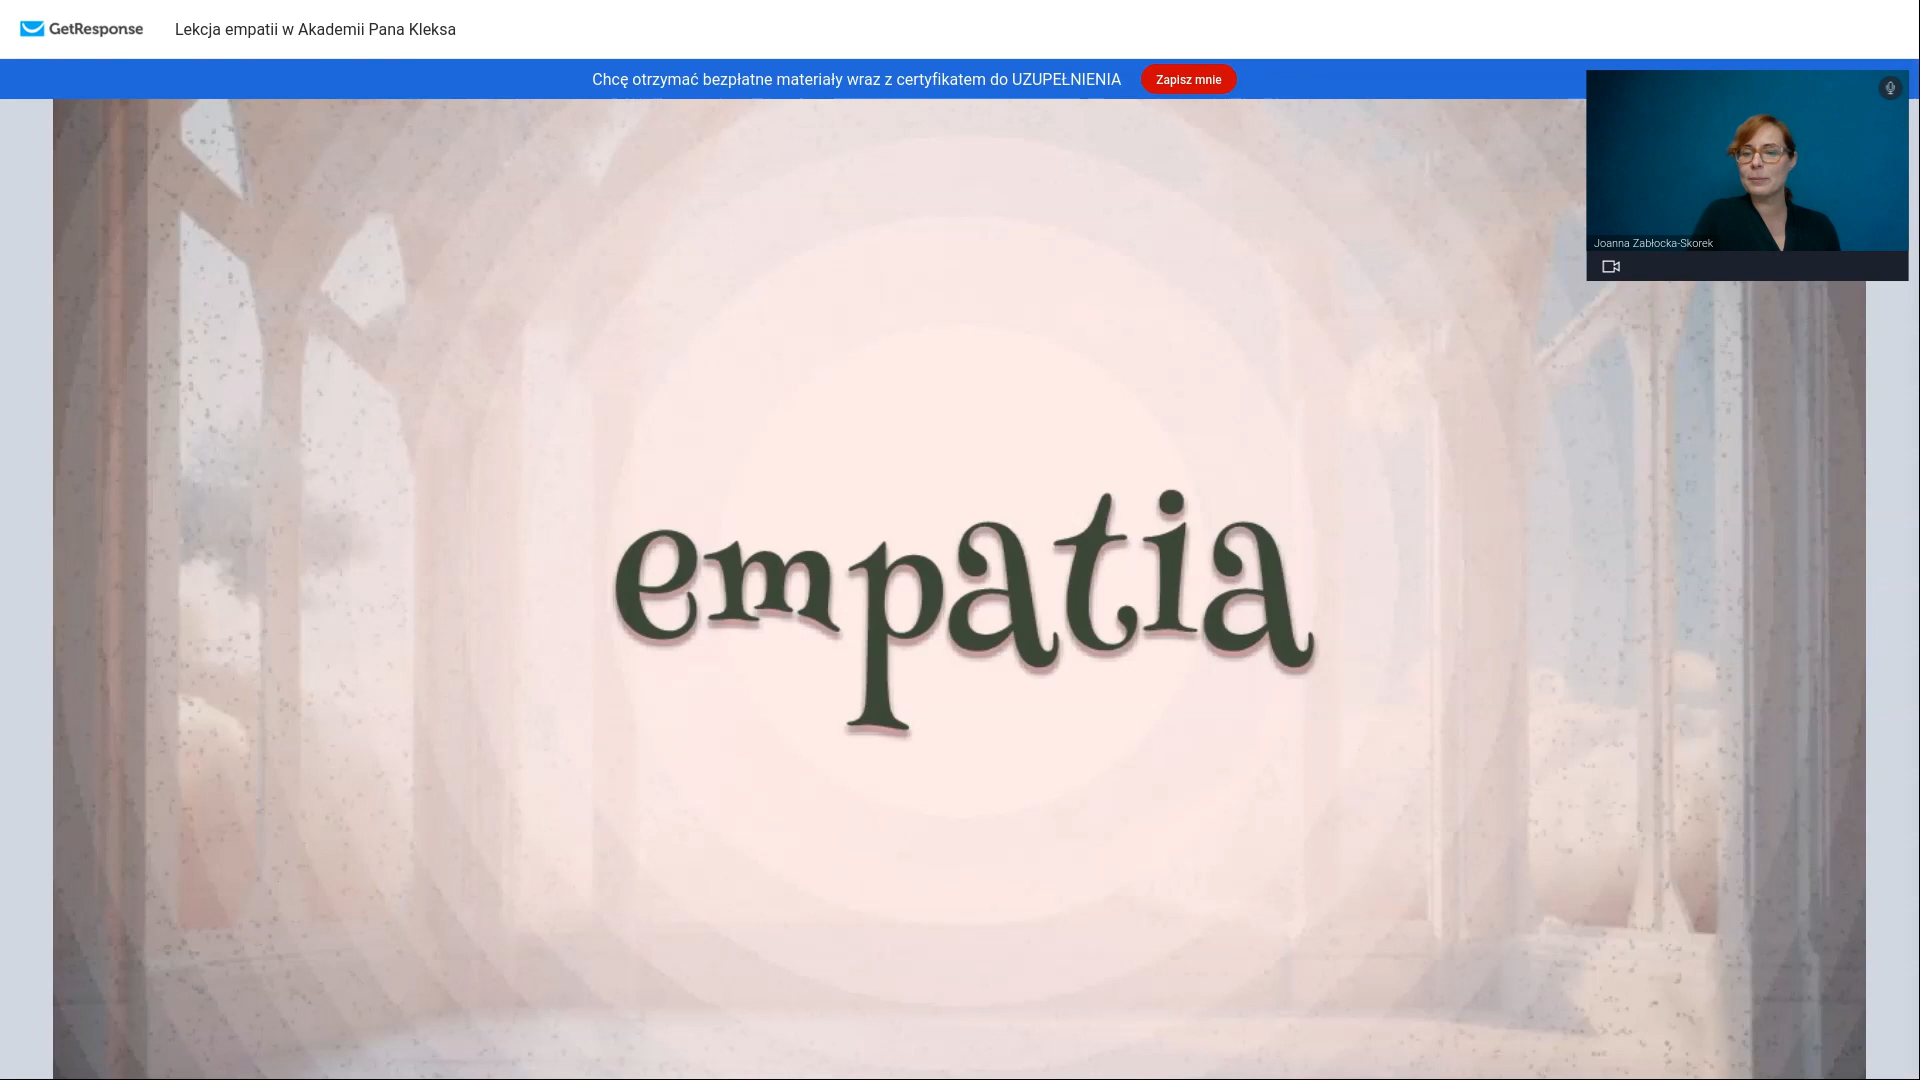 GetResponse
Lekcja empatii w Akademii Pana Kleksa
Chcę otrzymać bezpłatne materiały wraz z certyfikatem do UZUPEŁNIENIA
Zapisz mnie
Joanna Zabłocka-Skorek
empatia